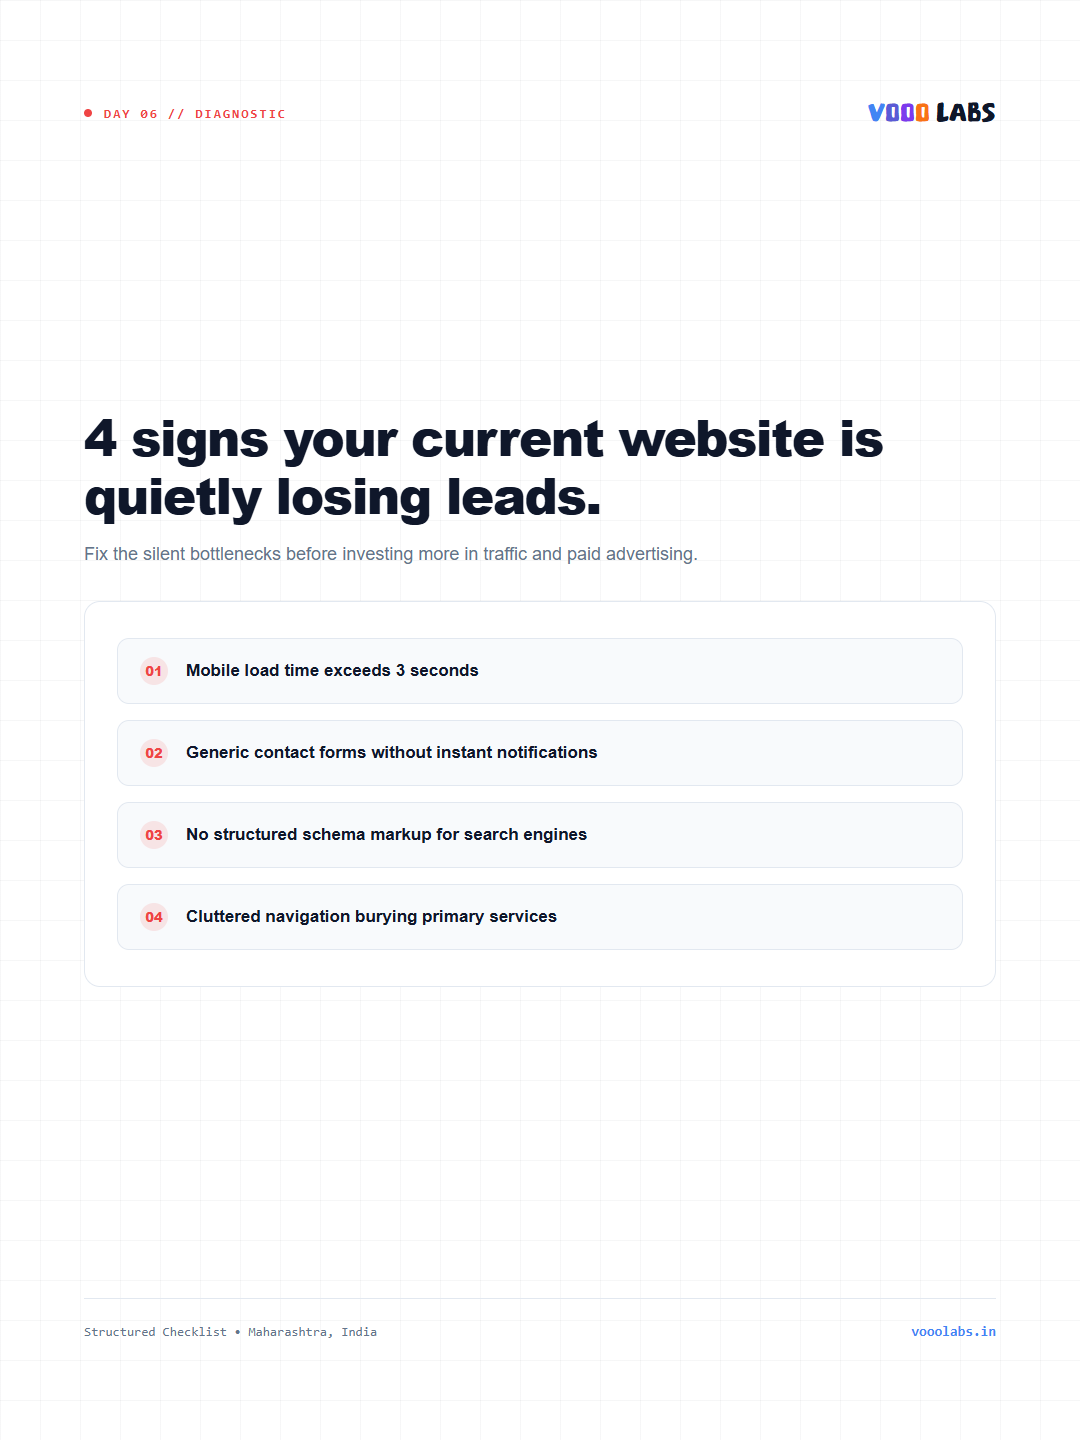 DAY 06 // DIAGNOSTIC
VOOO LABS
4 signs your current website is
quietly losing leads.
Fix the silent bottlenecks before investing more in traffic and paid advertising.
01 Mobile load time exceeds 3 seconds
02 Generic contact forms without instant notifications
03 No structured schema markup for search engines
04 Cluttered navigation burying primary services
Structured Checklist • Maharashtra, India
vooolabs.in